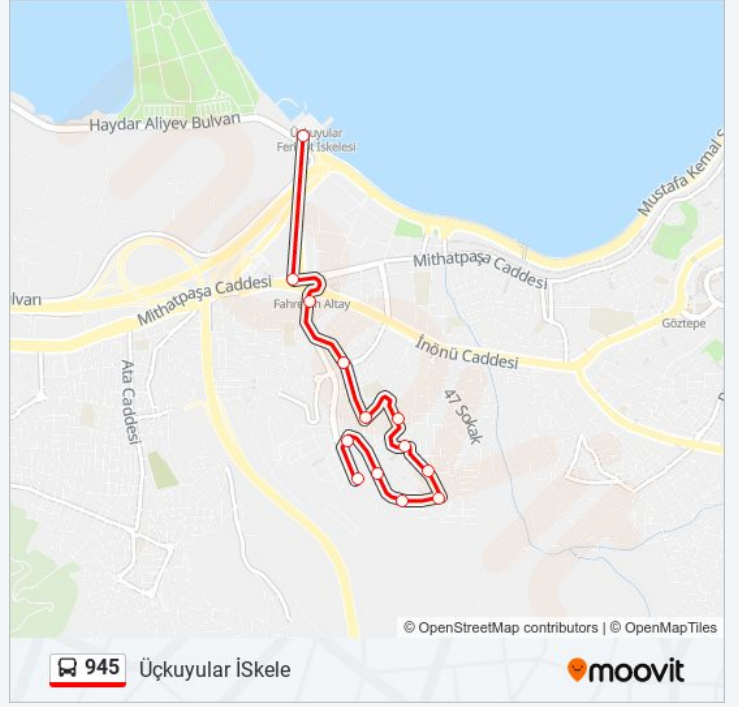 Haydar Aliyev Bulvarı
Üçkuyular
Feribot İskelesi
Mustafa Kemal S
Mithatpaşa Caddesi
Mithatpaşa Caddesi
ulvarı
Fahrettin Altay
Göztepe
İnönü Caddesi
Ata Caddesi
47 Sokak
© OpenStreetMap contributors | © OpenMapTiles
945 Üçkuyular İSkele
moovit